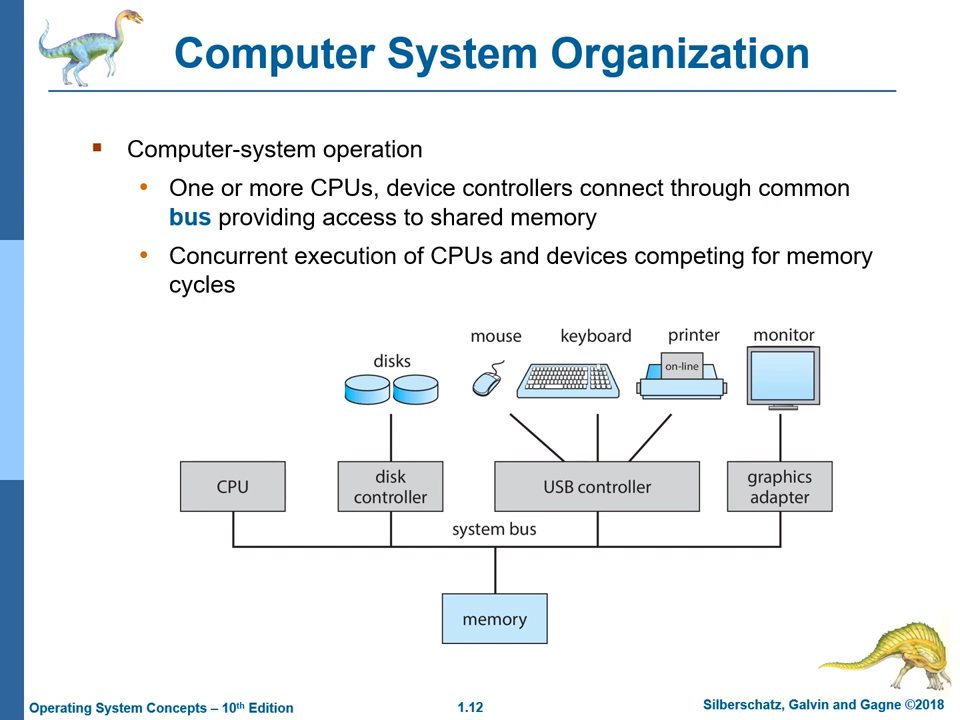 Computer System Organization
Computer-system operation
One or more CPUs, device controllers connect through common
bus providing access to shared memory
Concurrent execution of CPUs and devices competing for memory
cycles
mouse keyboard printer monitor
disks
on-line
CPU
disk
controller
USB controller
graphics
adapter
system bus
memory
Operating System Concepts – 10th Edition
1.12
Silberschatz, Galvin and Gagne ©2018